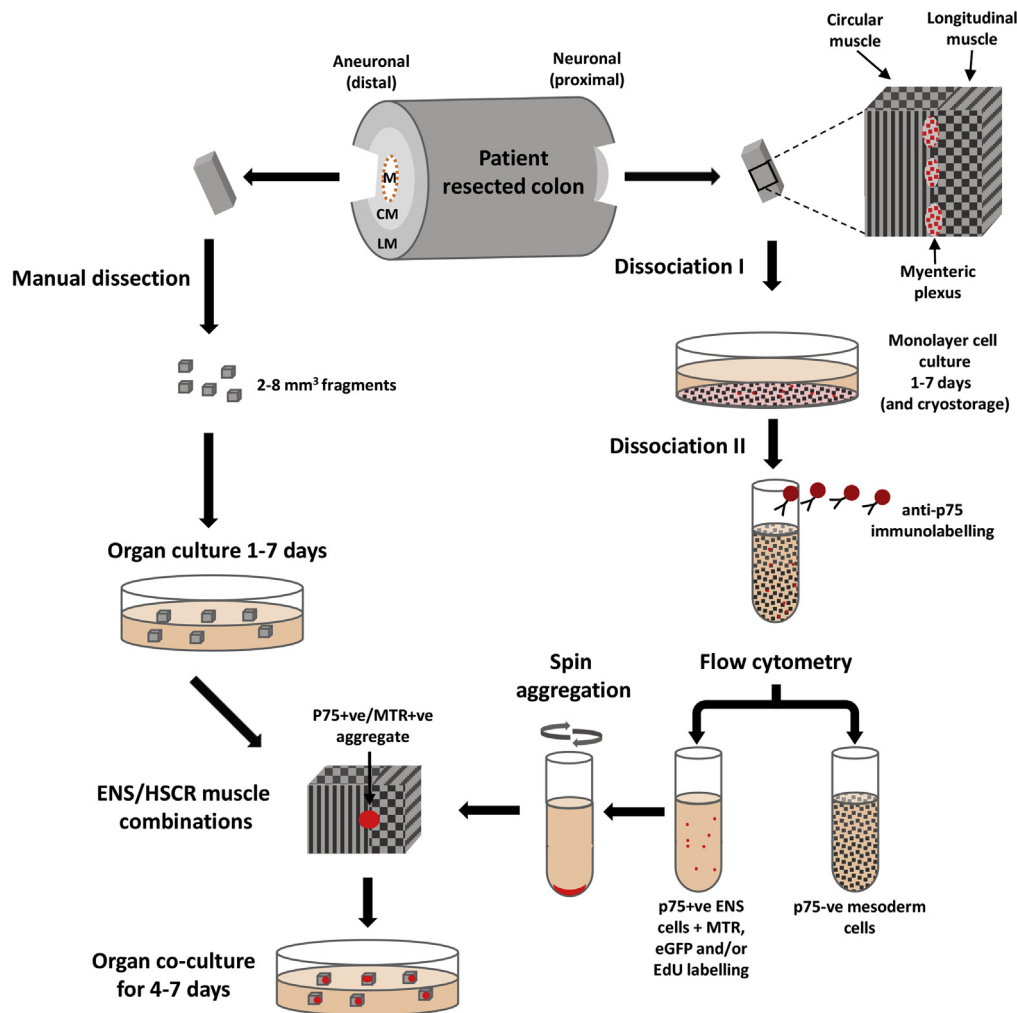 Circular
muscle
Longitudinal
muscle
Aneuronal
(distal)
Neuronal
(proximal)
Patient
resected colon
M
CM
LM
Myenteric
plexus
Manual dissection
Dissociation I
2-8 mm³ fragments
Monolayer cell
culture
1-7 days
(and cryostorage)
Dissociation II
anti-p75
immunolabelling
Organ culture 1-7 days
Flow cytometry
Spin
aggregation
P75+ve/MTR+ve
aggregate
ENS/HSCR muscle
combinations
p75+ve ENS
cells + MTR,
eGFP and/or
EdU labelling
p75-ve mesoderm
cells
Organ co-culture
for 4-7 days